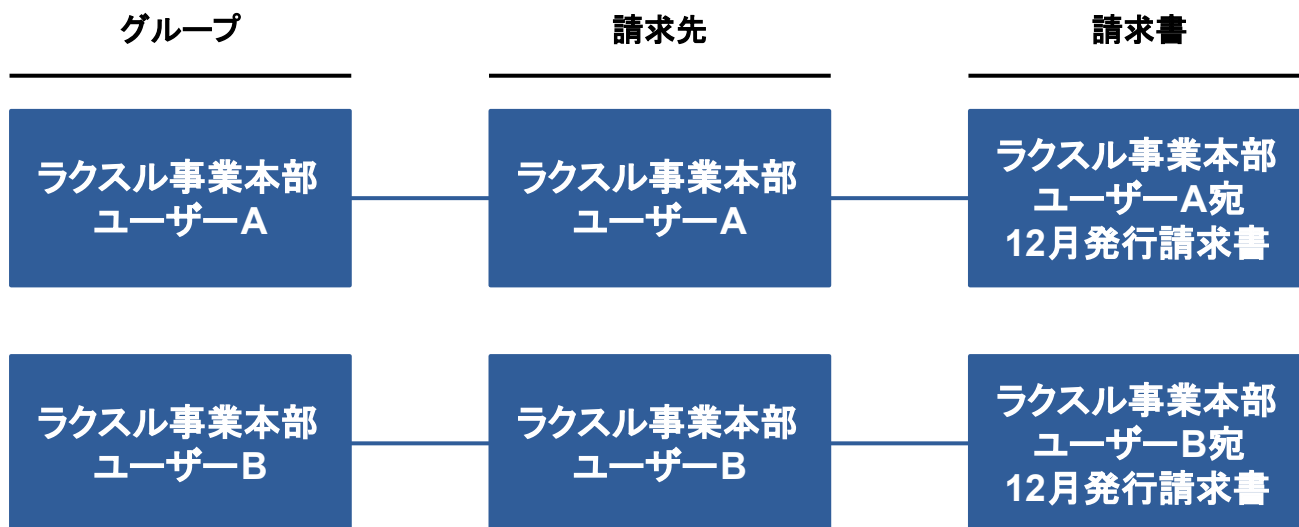 グループ
請求先
請求書
ラクスル事業本部
ユーザーA
ラクスル事業本部
ユーザーA
ラクスル事業本部
ユーザーA宛
12月発行請求書
ラクスル事業本部
ユーザーB
ラクスル事業本部
ユーザーB
ラクスル事業本部
ユーザーB宛
12月発行請求書